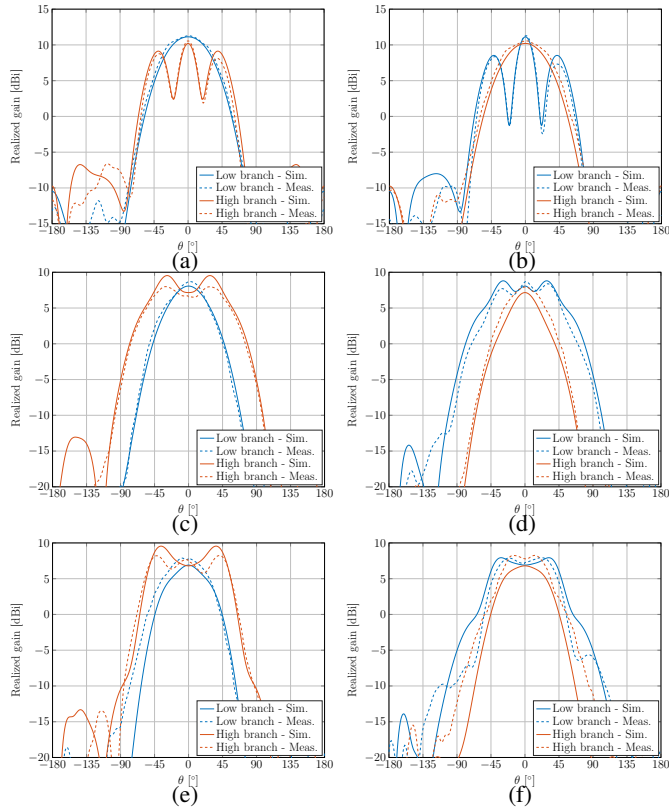 15
10
5
0
−5
−10
−15
Realized gain |dBi|
Low branch - Sim.
Low branch - Meas.
High branch - Sim.
High branch - Meas.
−180 −135 −90 −45 0 45 90 135 180
θ [°]
(a)
15
10
5
0
−5
−10
−15
Realized gain |dBi|
Low branch - Sim.
Low branch - Meas.
High branch - Sim.
High branch - Meas.
−180 −135 −90 −45 0 45 90 135 180
θ [°]
(b)
10
5
0
−5
−10
−15
−20
Realized gain |dBi|
Low branch - Sim.
Low branch - Meas.
High branch - Sim.
High branch - Meas.
−180 −135 −90 −45 0 45 90 135 180
θ [°]
(c)
10
5
0
−5
−10
−15
−20
Realized gain |dBi|
Low branch - Sim.
Low branch - Meas.
High branch - Sim.
High branch - Meas.
−180 −135 −90 −45 0 45 90 135 180
θ [°]
(d)
10
5
0
−5
−10
−15
−20
Realized gain |dBi|
Low branch - Sim.
Low branch - Meas.
High branch - Sim.
High branch - Meas.
−180 −135 −90 −45 0 45 90 135 180
θ [°]
(e)
10
5
0
−5
−10
−15
−20
Realized gain |dBi|
Low branch - Sim.
Low branch - Meas.
High branch - Sim.
High branch - Meas.
−180 −135 −90 −45 0 45 90 135 180
θ [°]
(f)